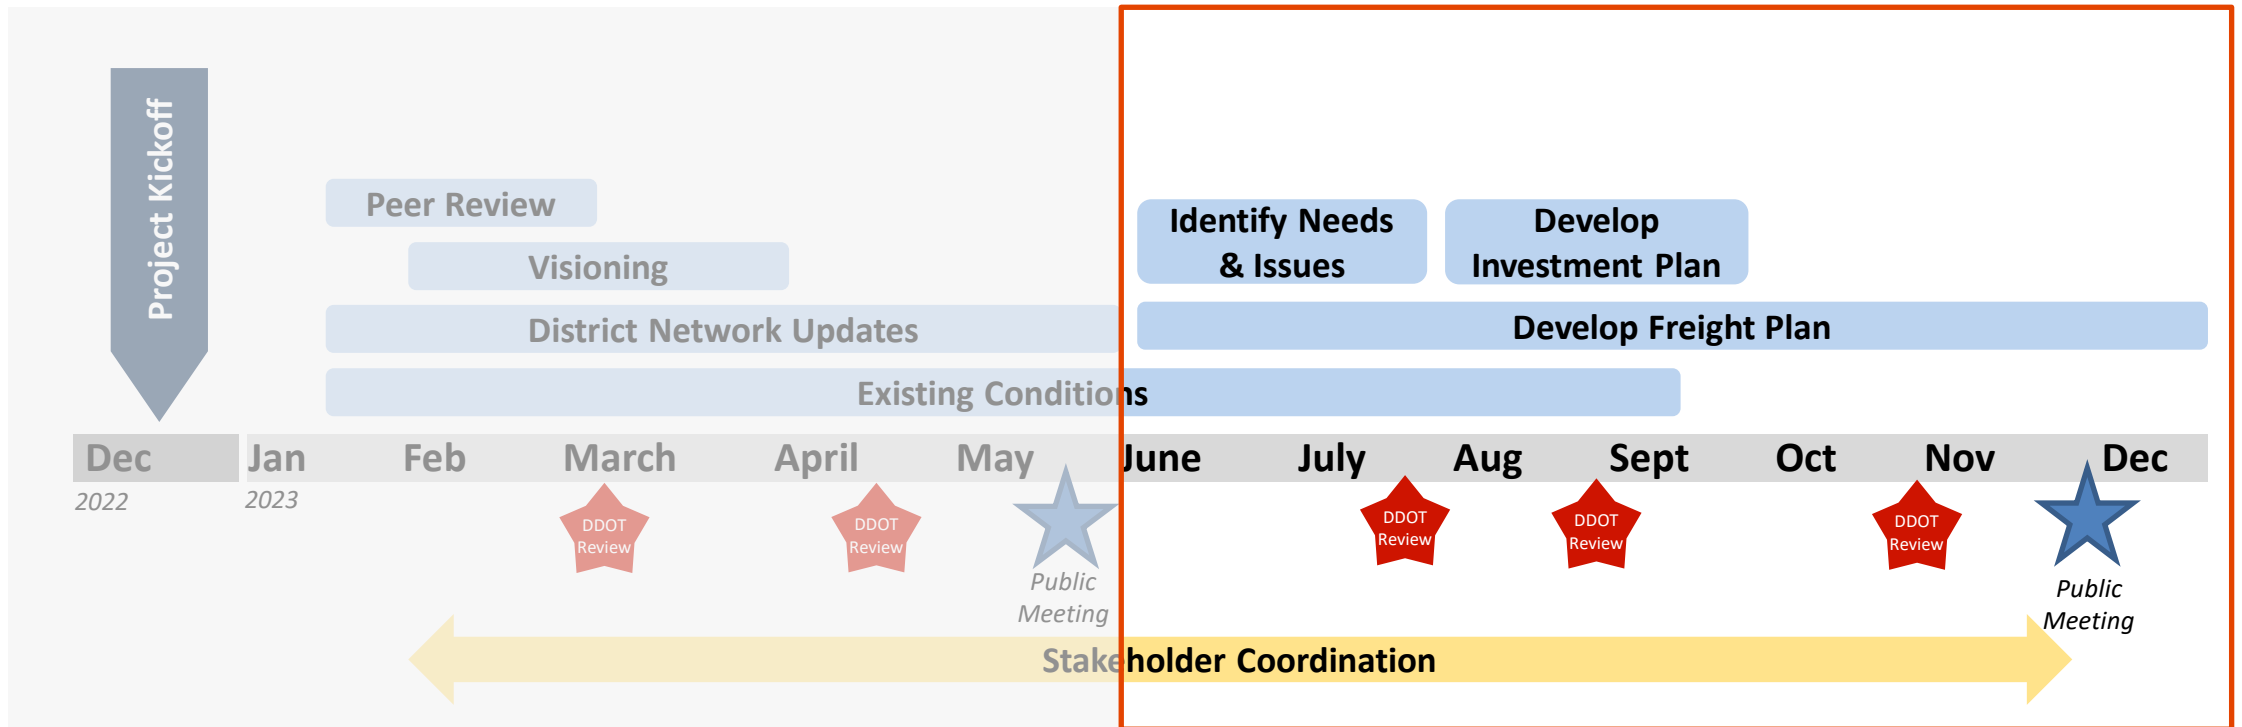 Project Kickoff
Peer Review
Visioning
District Network Updates
Existing Conditions
Identify Needs
& Issues
Develop
Investment Plan
Develop Freight Plan
Dec Jan Feb March April May June July Aug Sept Oct Nov Dec
2022 2023
DDOT
Review
DDOT
Review
Public
Meeting
DDOT
Review
DDOT
Review
DDOT
Review
Public
Meeting
Stakeholder Coordination